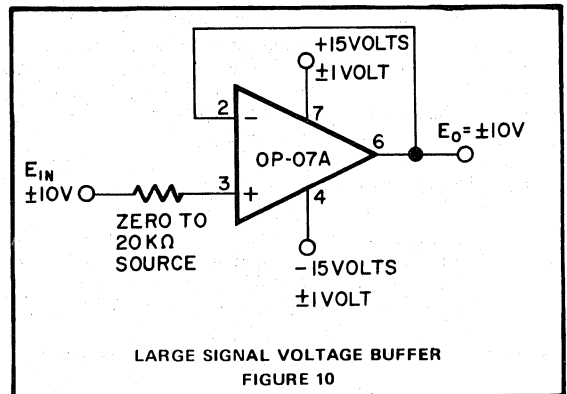 +15VOLTS
±1VOLT
2
-
7
6
E₀=±10V
OP-07A
E_IN
±10V
3
+
4
ZERO TO
20KΩ
SOURCE
-15VOLTS
±1VOLT
LARGE SIGNAL VOLTAGE BUFFER
FIGURE 10